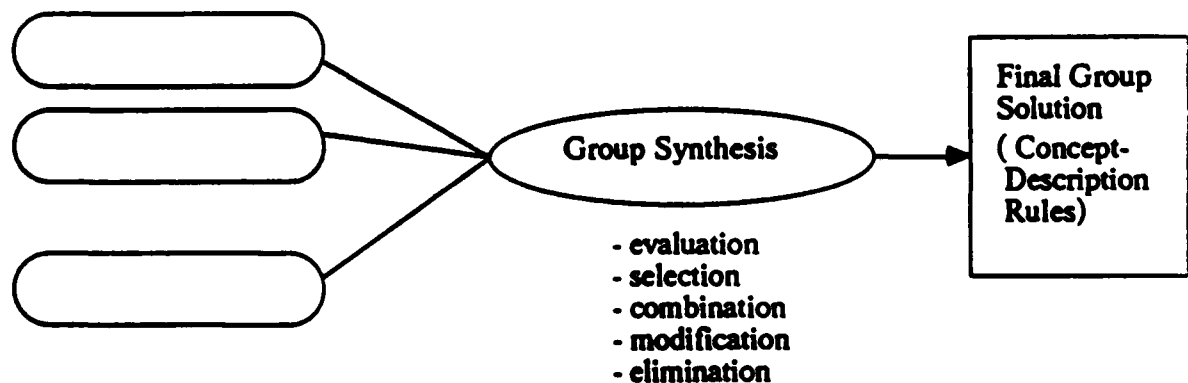 Group Synthesis
- evaluation
- selection
- combination
- modification
- elimination
Final Group
Solution
( Concept-
Description
Rules)